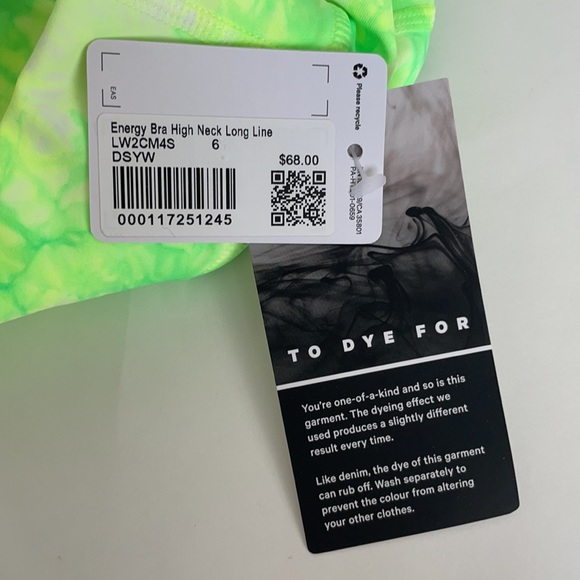 Please recycle
EAS
Energy Bra High Neck Long Line
LW2CM4S 6
DSYW
$68.00
000117251245
TO DYE FOR
You're one-of-a-kind and so is this
garment. The dyeing effect we
used produces a slightly different
result every time.
Like denim, the dye of this garment
can rub off. Wash separately to
prevent the colour from altering
your other clothes.